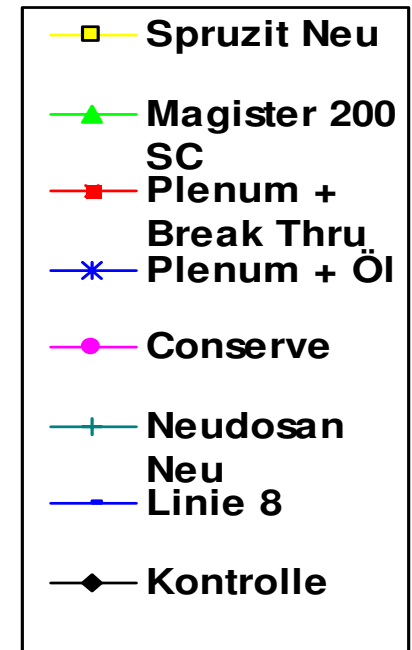 Spruzit Neu
Magister 200
SC
Plenum +
Break Thru
Plenum + Öl
Conserve
Neudosan
Neu
Linie 8
Kontrolle